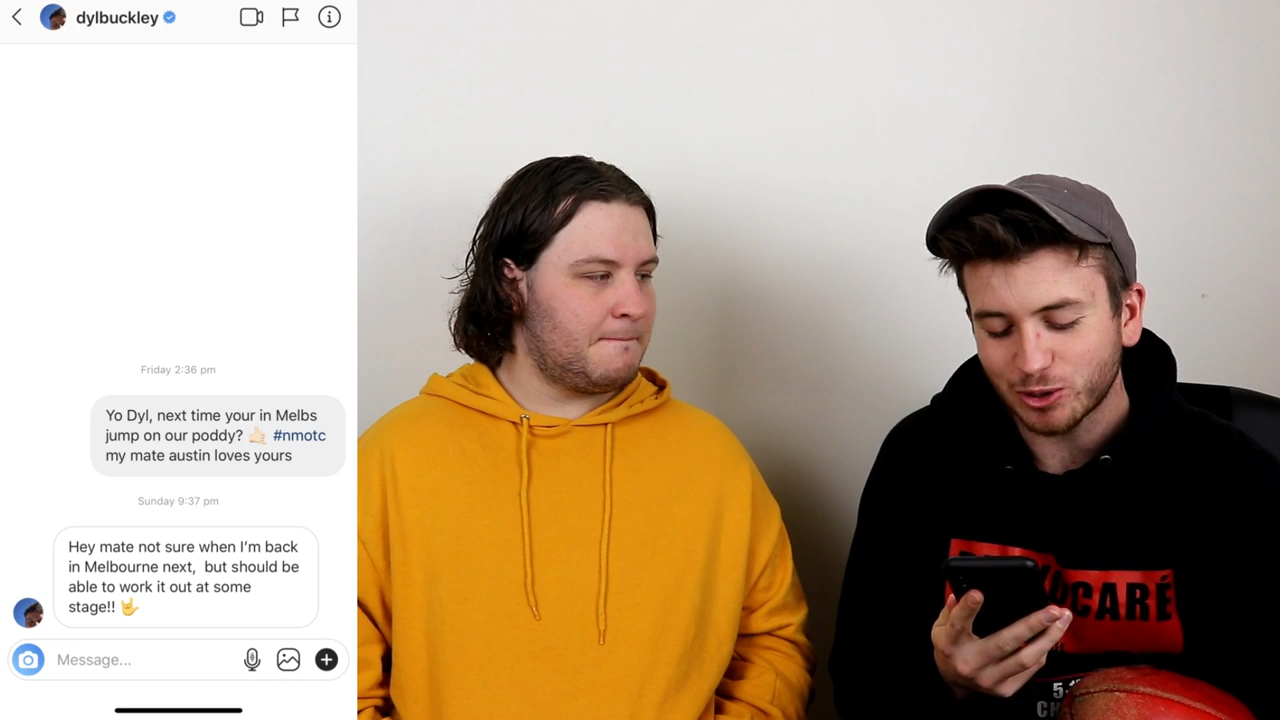 dylbuckley
Friday 2:36 pm
Yo Dyl, next time your in Melbs
jump on our poddy? 🤙🏻 #nmotc
my mate austin loves yours
Sunday 9:37 pm
Hey mate not sure when I’m back
in Melbourne next,  but should be
able to work it out at some
stage!! 🤟
Message...
CARÉ